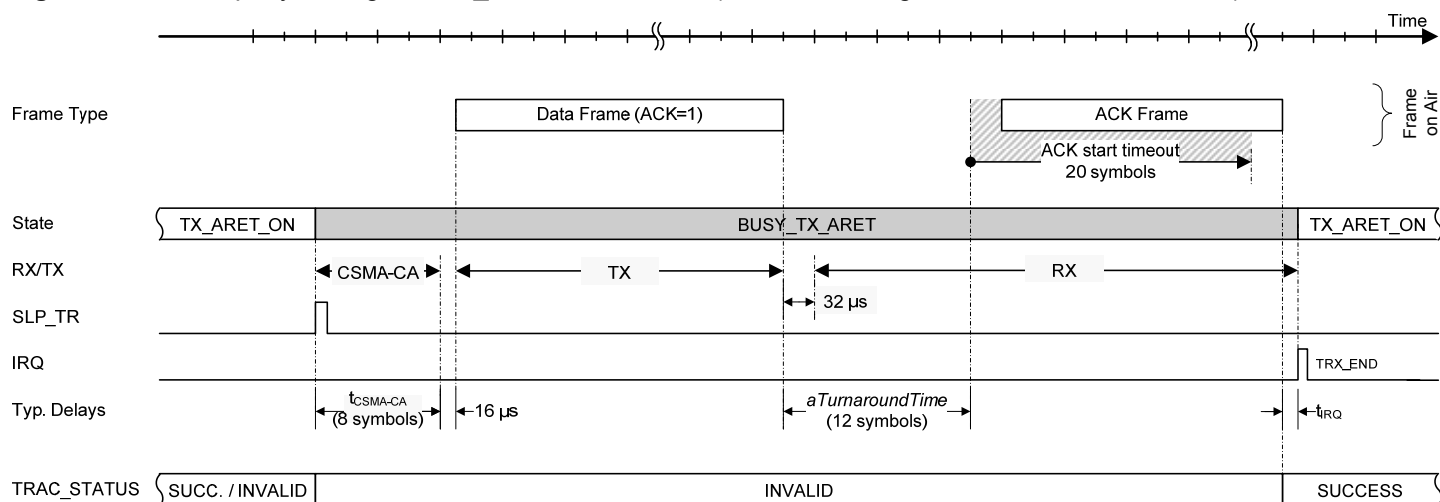 Time
Frame Type
Data Frame (ACK=1)
ACK Frame
Frame
on Air
ACK start timeout
20 symbols
State
TX_ARET_ON
BUSY_TX_ARET
TX_ARET_ON
RX/TX
CSMA-CA
TX
RX
32 µs
SLP_TR
IRQ
TRX_END
Typ. Delays
tCSMA-CA
(8 symbols)
16 µs
aTurnaroundTime
(12 symbols)
tIRQ
TRAC_STATUS
SUCC. / INVALID
INVALID
SUCCESS